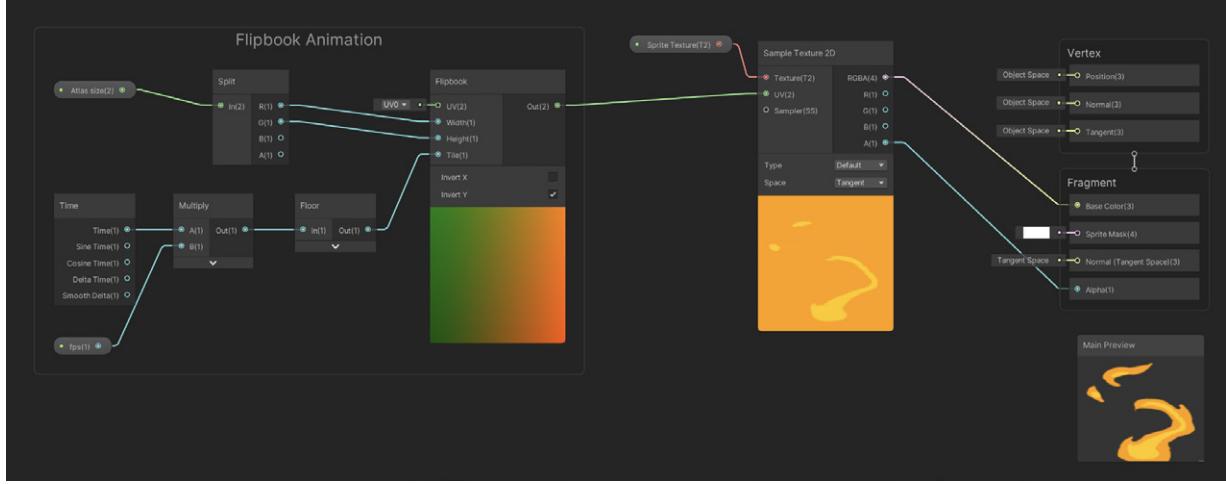 Flipbook Animation
Atlas size(2)
Split
In(2) R(1)
G(1)
B(1)
A(1)
Flipbook
UV0 UV(2) Out(2)
Width(1)
Height(1)
Tile(1)
Invert X
Invert Y
Time
Time(1)
Sine Time(1)
Cosine Time(1)
Delta Time(1)
Smooth Delta(1)
Multiply
A(1) Out(1)
B(1)
Floor
In(1) Out(1)
fps(1)
Sprite Texture(T2)
Sample Texture 2D
Texture(T2) RGBA(4)
UV(2) R(1)
Sampler(SS) G(1)
B(1)
A(1)
Type Default
Space Tangent
Vertex
Object Space Position(3)
Object Space Normal(3)
Object Space Tangent(3)
Fragment
Base Color(3)
Sprite Mask(4)
Tangent Space Normal (Tangent Space)(3)
Alpha(1)
Main Preview